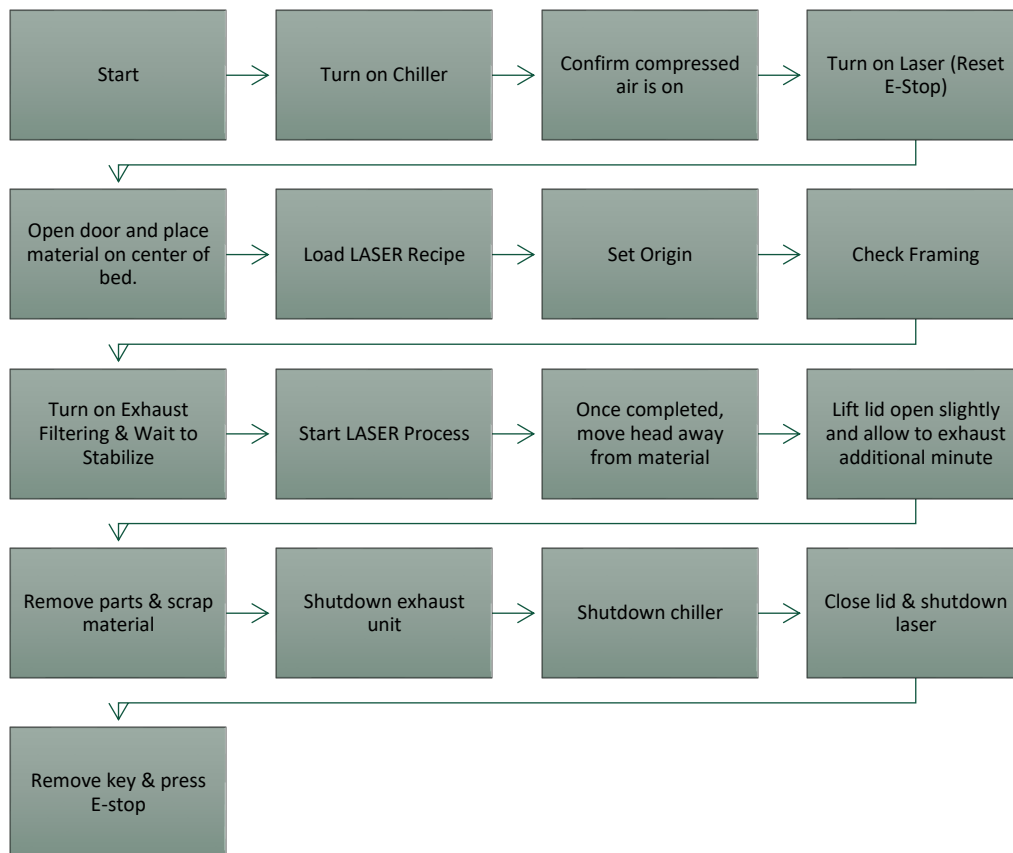 Start
Turn on Chiller
Confirm compressed
air is on
Turn on Laser (Reset
E-Stop)
Open door and place
material on center of
bed.
Load LASER Recipe
Set Origin
Check Framing
Turn on Exhaust
Filtering & Wait to
Stabilize
Start LASER Process
Once completed,
move head away
from material
Lift lid open slightly
and allow to exhaust
additional minute
Remove parts & scrap
material
Shutdown exhaust
unit
Shutdown chiller
Close lid & shutdown
laser
Remove key & press
E-stop